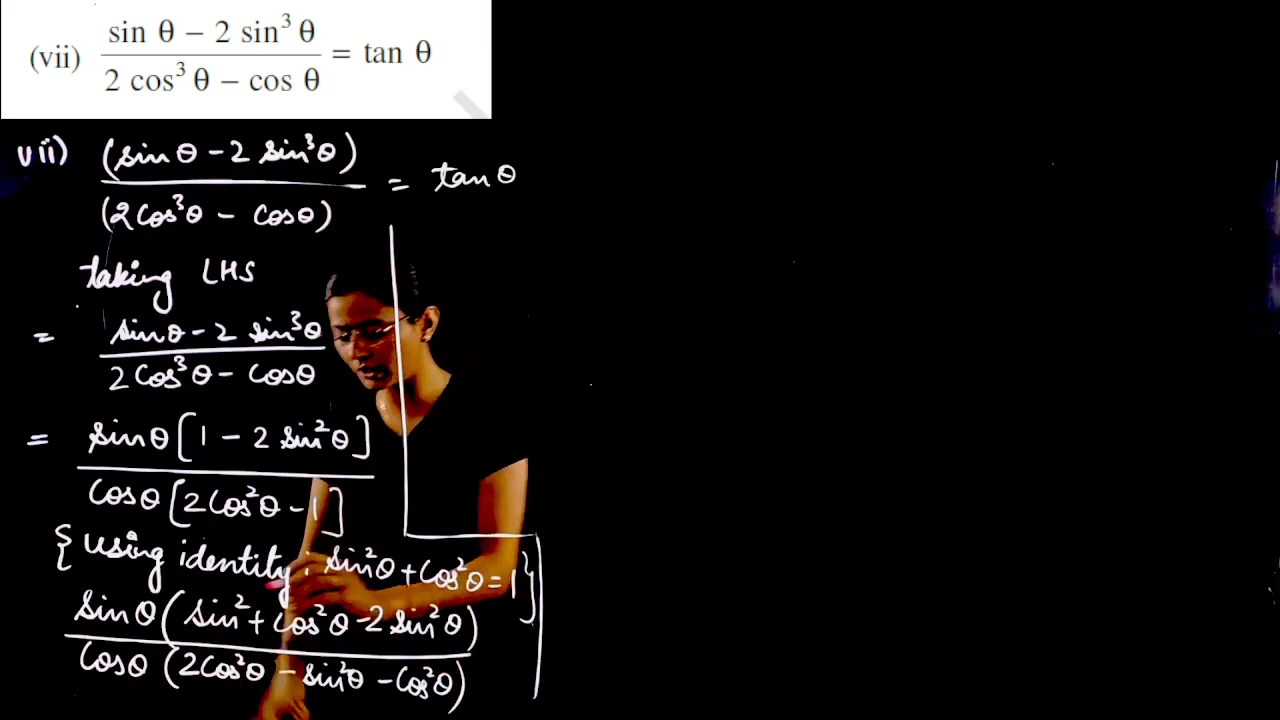 (vii) sin θ − 2 sin³ θ / 2 cos³ θ − cos θ = tan θ
vii) (sin θ − 2 sin³θ) / (2cos³θ − cosθ) = tan θ
taking LHS
= sinθ − 2 sin³θ / 2cos³θ − cosθ
= sinθ [1 − 2 sin²θ] / cosθ [2cos²θ − 1]
{ using identity : sin²θ + cos²θ = 1 }
sinθ (sin² + cos²θ − 2 sin²θ) / cosθ (2cos²θ − sin²θ − cos²θ)